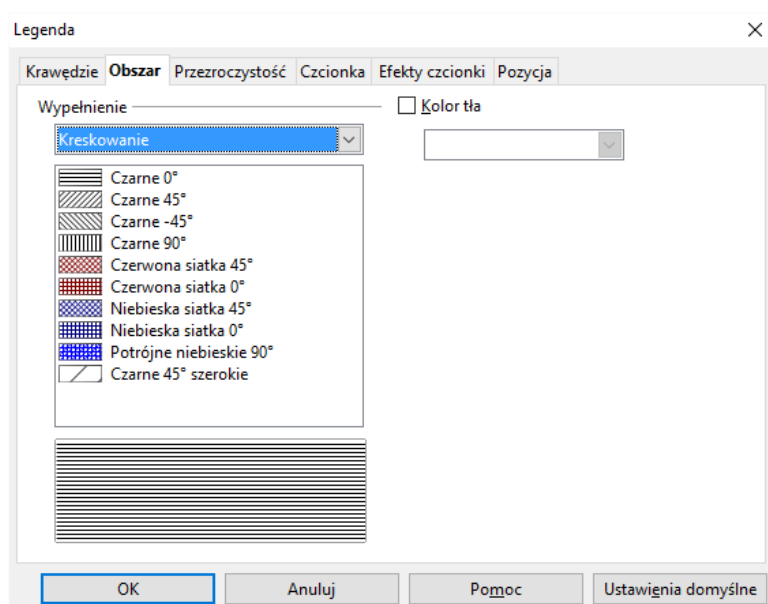 Legenda
Krawędzie Obszar Przezroczystość Czcionka Efekty czcionki Pozycja
Wypełnienie
Kolor tła
Kreskowanie
Czarne 0°
Czarne 45°
Czarne -45°
Czarne 90°
Czerwona siatka 45°
Czerwona siatka 0°
Niebieska siatka 45°
Niebieska siatka 0°
Potrójne niebieskie 90°
Czarne 45° szerokie
OK Anuluj Pomoc Ustawienia domyślne